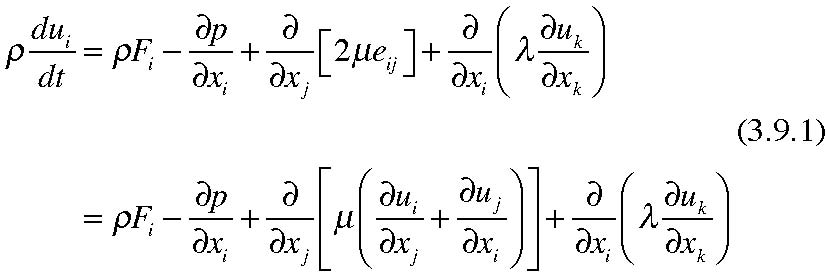 ρ du_i/dt = ρF_i − ∂p/∂x_i + ∂/∂x_j [2μe_ij] + ∂/∂x_i (λ ∂u_k/∂x_k)
(3.9.1)
= ρF_i − ∂p/∂x_i + ∂/∂x_j [μ(∂u_i/∂x_j + ∂u_j/∂x_i)] + ∂/∂x_i (λ ∂u_k/∂x_k)